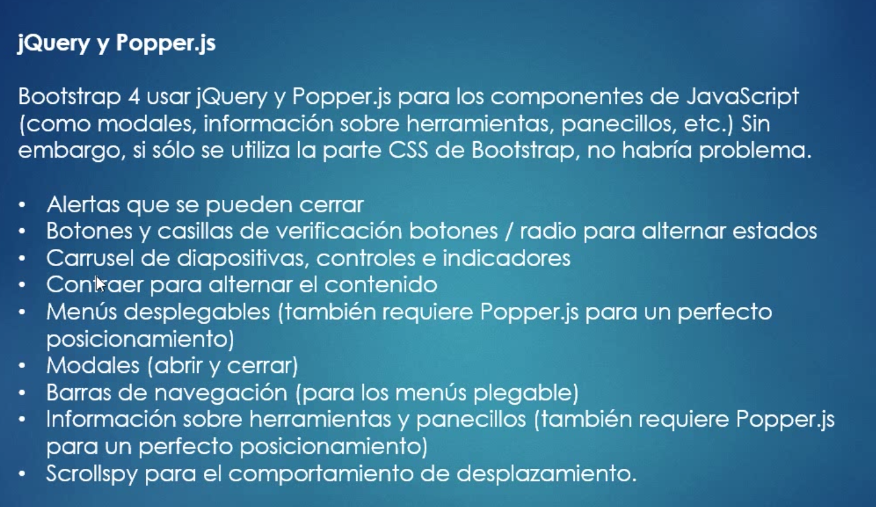 jQuery y Popper.js
Bootstrap 4 usar jQuery y Popper.js para los componentes de JavaScript
(como modales, información sobre herramientas, panecillos, etc.) Sin
embargo, si sólo se utiliza la parte CSS de Bootstrap, no habría problema.
• Alertas que se pueden cerrar
• Botones y casillas de verificación botones / radio para alternar estados
• Carrusel de diapositivas, controles e indicadores
• Contraer para alternar el contenido
• Menús desplegables (también requiere Popper.js para un perfecto
posicionamiento)
• Modales (abrir y cerrar)
• Barras de navegación (para los menús plegable)
• Información sobre herramientas y panecillos (también requiere Popper.js
para un perfecto posicionamiento)
• Scrollspy para el comportamiento de desplazamiento.